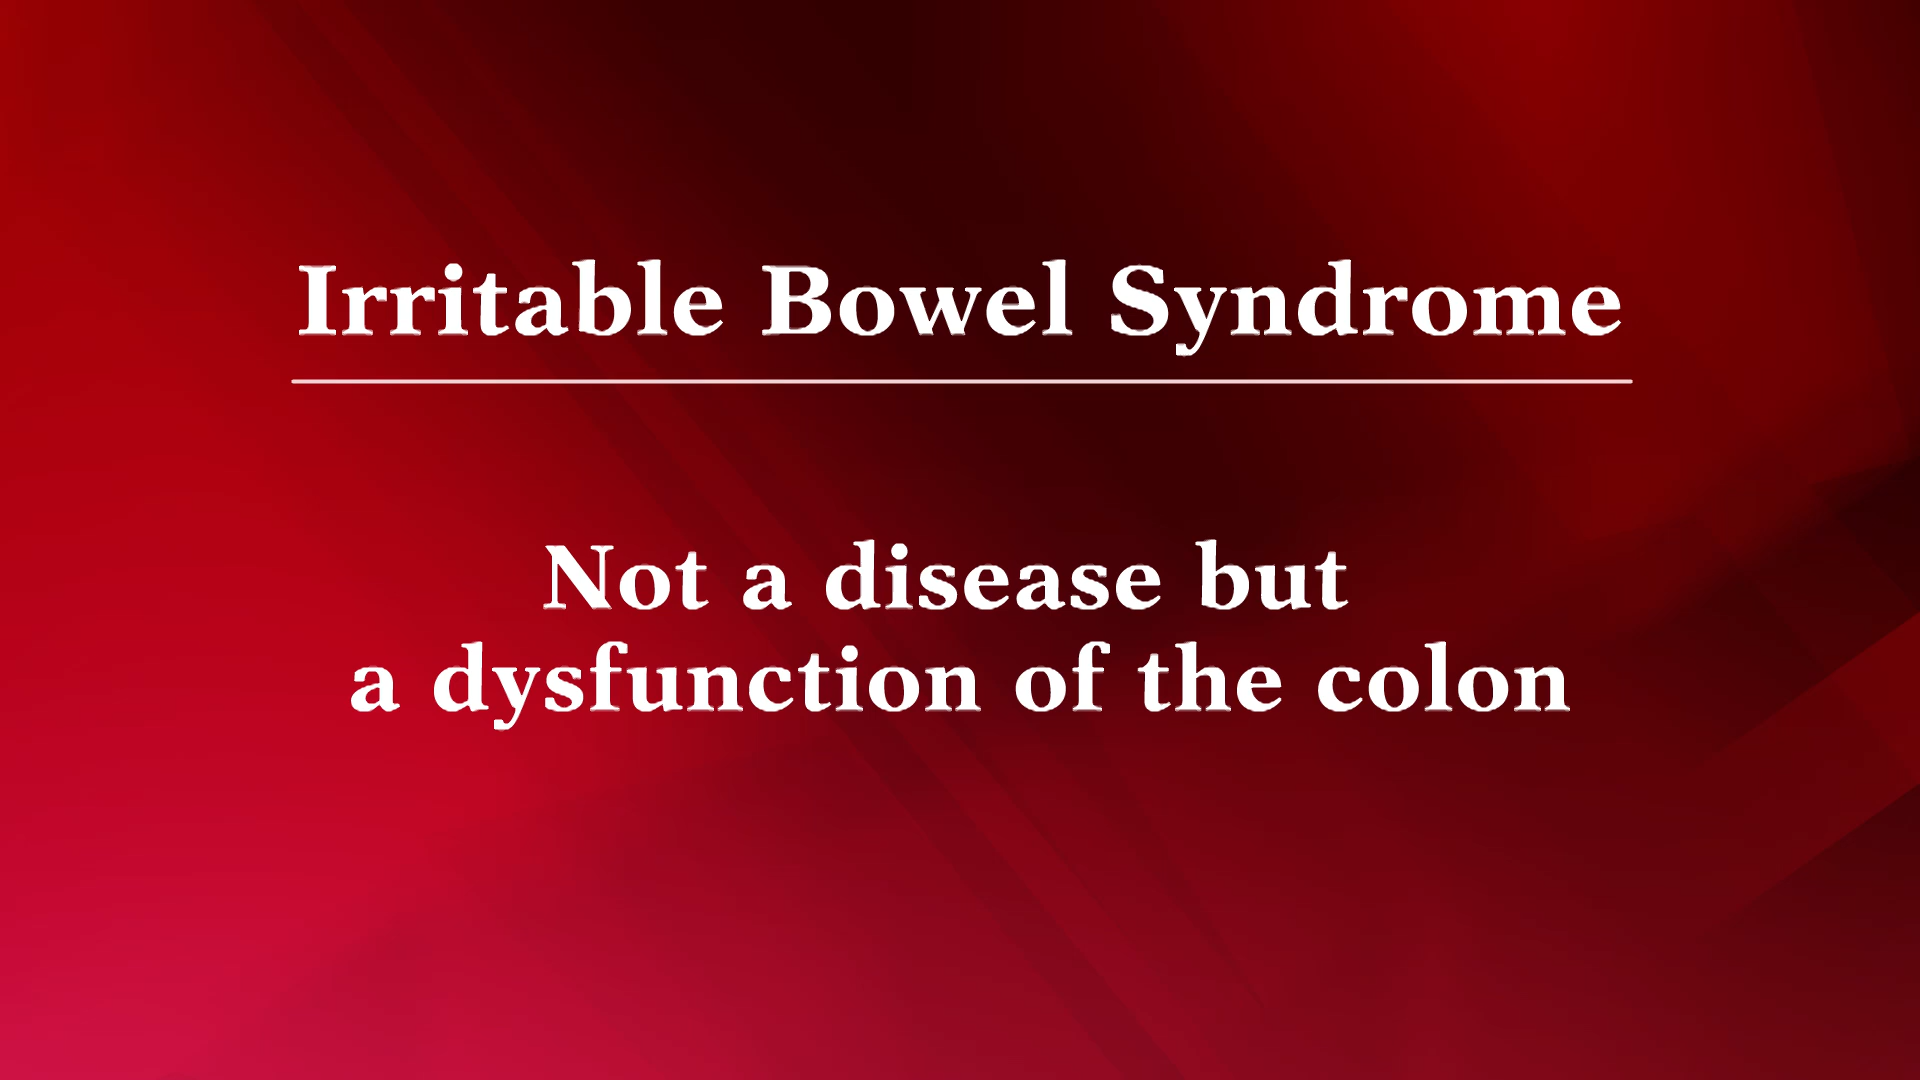 Irritable Bowel Syndrome
Not a disease but
a dysfunction of the colon